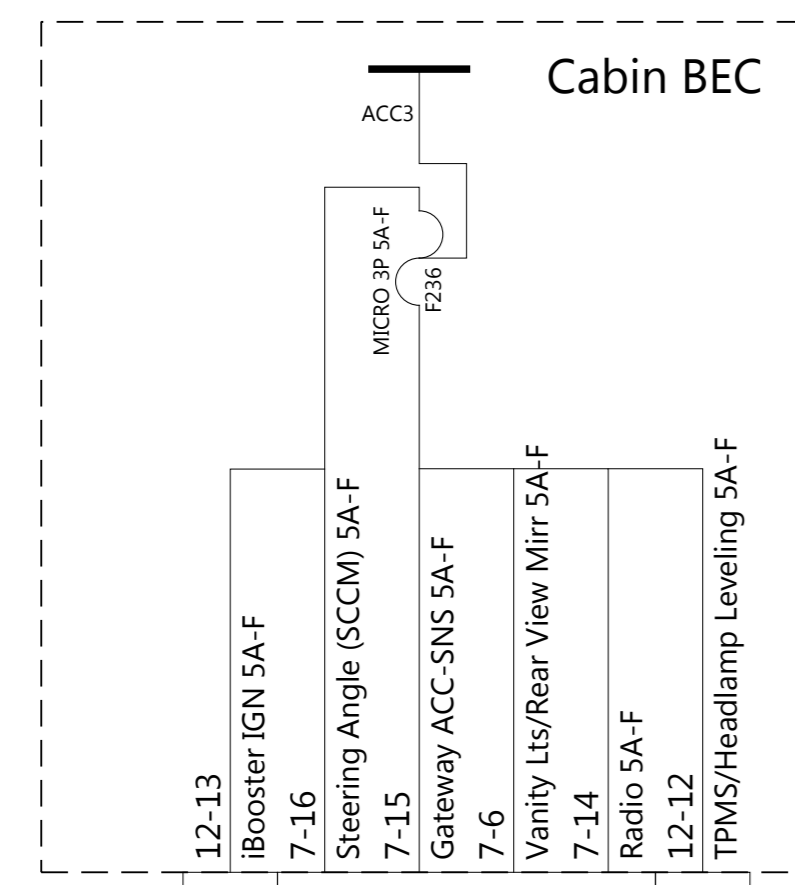 Cabin BEC
ACC3
MICRO 3P 5A-F
F236
12-13
iBooster IGN 5A-F
7-16
Steering Angle (SCCM) 5A-F
7-15
Gateway ACC-SNS 5A-F
7-6
Vanity Lts/Rear View Mirr 5A-F
7-14
Radio 5A-F
12-12
TPMS/Headlamp Leveling 5A-F